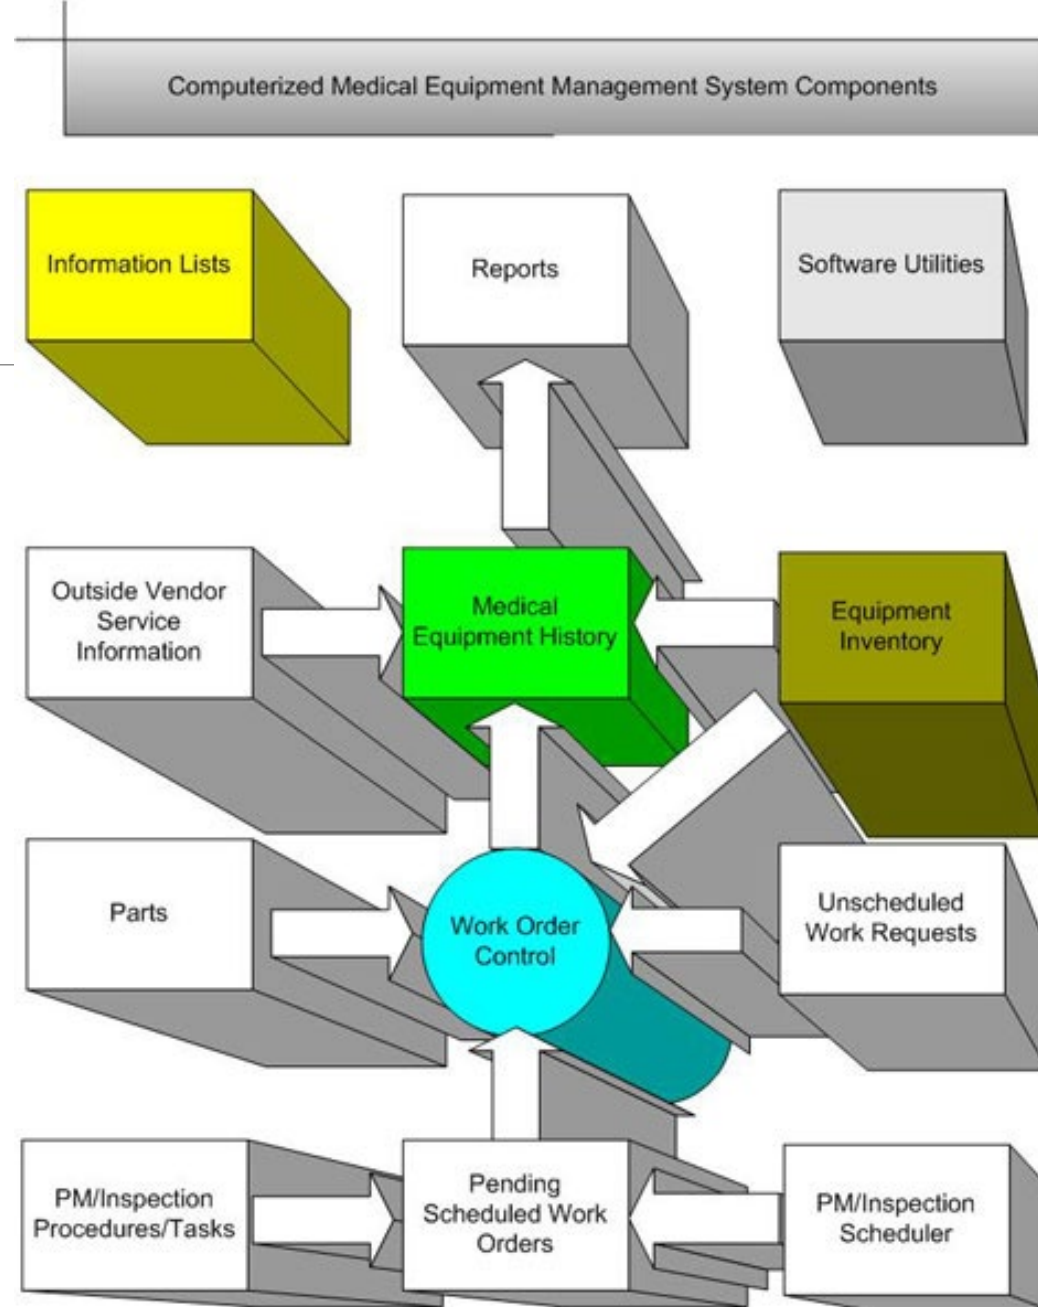 Computerized Medical Equipment Management System Components
Information Lists
Reports
Software Utilities
Outside Vendor
Service
Information
Medical
Equipment History
Equipment
Inventory
Parts
Work Order
Control
Unscheduled
Work Requests
PM/Inspection
Procedures/Tasks
Pending
Scheduled Work
Orders
PM/Inspection
Scheduler